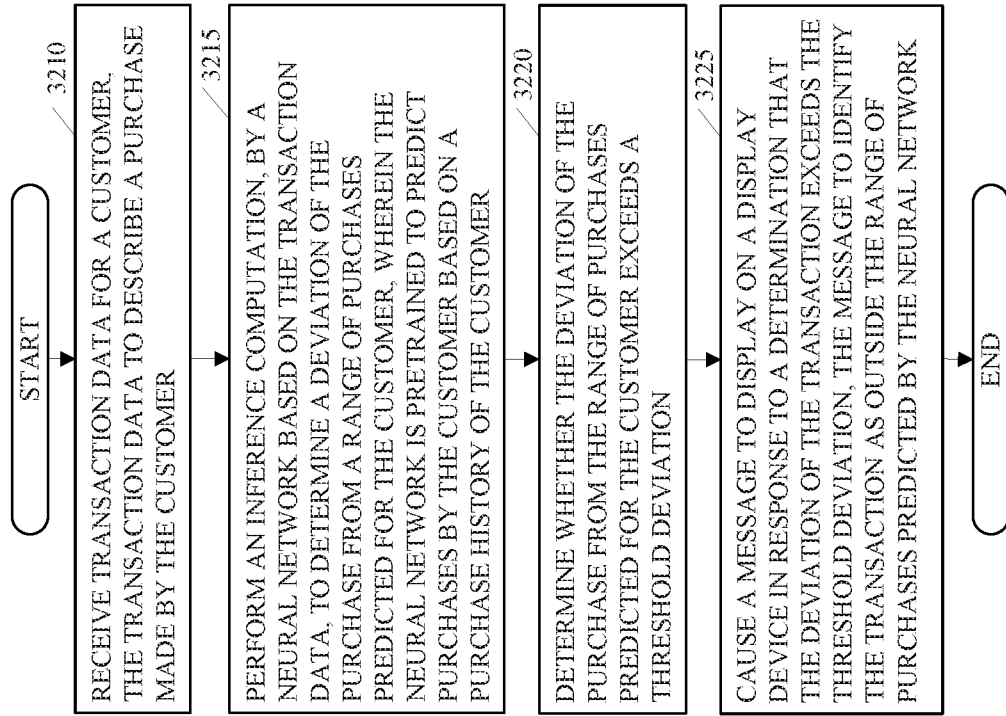 START
3210
RECEIVE TRANSACTION DATA FOR A CUSTOMER,
THE TRANSACTION DATA TO DESCRIBE A PURCHASE
MADE BY THE CUSTOMER
3215
PERFORM AN INFERENCE COMPUTATION, BY A
NEURAL NETWORK BASED ON THE TRANSACTION
DATA, TO DETERMINE A DEVIATION OF THE
PURCHASE FROM A RANGE OF PURCHASES
PREDICTED FOR THE CUSTOMER, WHEREIN THE
NEURAL NETWORK IS PRETRAINED TO PREDICT
PURCHASES BY THE CUSTOMER BASED ON A
PURCHASE HISTORY OF THE CUSTOMER
3220
DETERMINE WHETHER THE DEVIATION OF THE
PURCHASE FROM THE RANGE OF PURCHASES
PREDICTED FOR THE CUSTOMER EXCEEDS A
THRESHOLD DEVIATION
3225
CAUSE A MESSAGE TO DISPLAY ON A DISPLAY
DEVICE IN RESPONSE TO A DETERMINATION THAT
THE DEVIATION OF THE TRANSACTION EXCEEDS THE
THRESHOLD DEVIATION, THE MESSAGE TO IDENTIFY
THE TRANSACTION AS OUTSIDE THE RANGE OF
PURCHASES PREDICTED BY THE NEURAL NETWORK
END